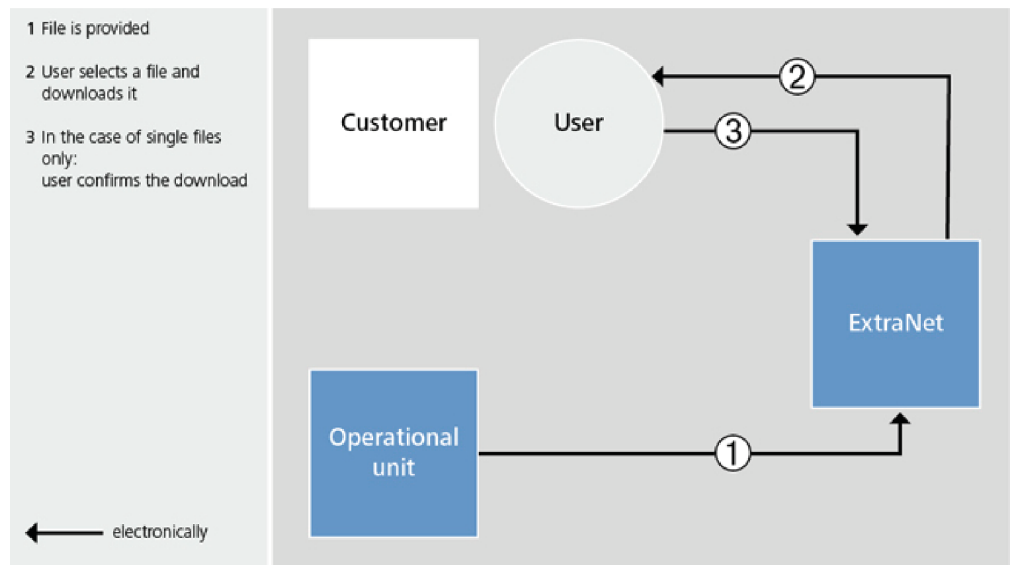 1 File is provided
2 User selects a file and
downloads it
3 In the case of single files
only:
user confirms the download
electronically
Customer
User
2
3
ExtraNet
Operational
unit
1